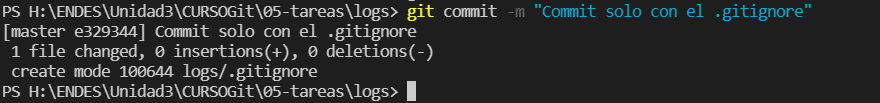 PS H:\ENDES\Unidad3\CURSOGit\05-tareas\logs> git commit -m "Commit solo con el .gitignore"
[master e329344] Commit solo con el .gitignore
 1 file changed, 0 insertions(+), 0 deletions(-)
 create mode 100644 logs/.gitignore
PS H:\ENDES\Unidad3\CURSOGit\05-tareas\logs>